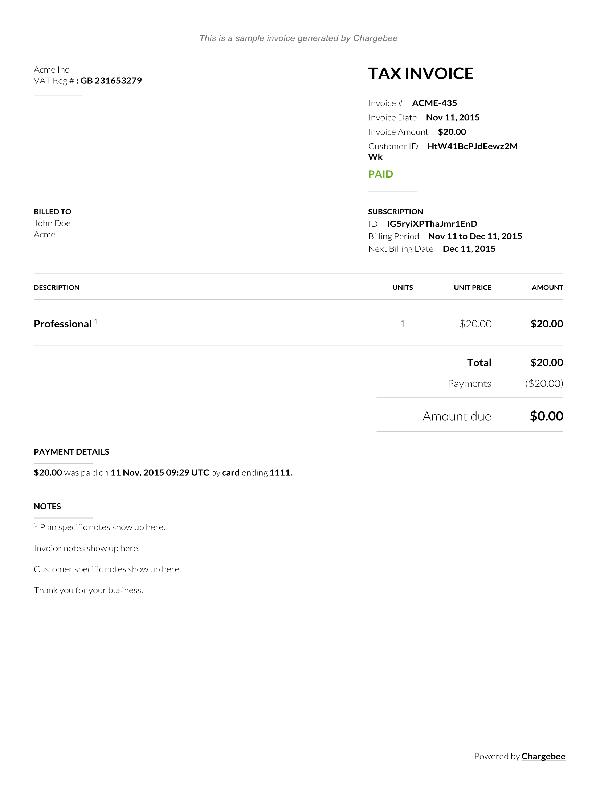 This is a sample invoice generated by Chargebee
Acme Inc
VAT Reg # : GB 231653279
TAX INVOICE
Invoice # ACME-435
Invoice Date Nov 11, 2015
Invoice Amount $20.00
Customer ID HtW41BcPJdEewz2M
Wk
PAID
BILLED TO
John Doe
Acme
SUBSCRIPTION
ID IG5ryiXPThaJmr1EnD
Billing Period Nov 11 to Dec 11, 2015
Next Billing Date Dec 11, 2015
DESCRIPTION UNITS UNIT PRICE AMOUNT
Professional 1 1 $20.00 $20.00
Total $20.00
Payments ($20.00)
Amount due $0.00
PAYMENT DETAILS
$20.00 was paid on 11 Nov, 2015 09:29 UTC by card ending 1111.
NOTES
1 Plan specific notes show up here.
Invoice notes show up here.
Customer specific notes show up here.
Thank you for your business.
Powered by Chargebee